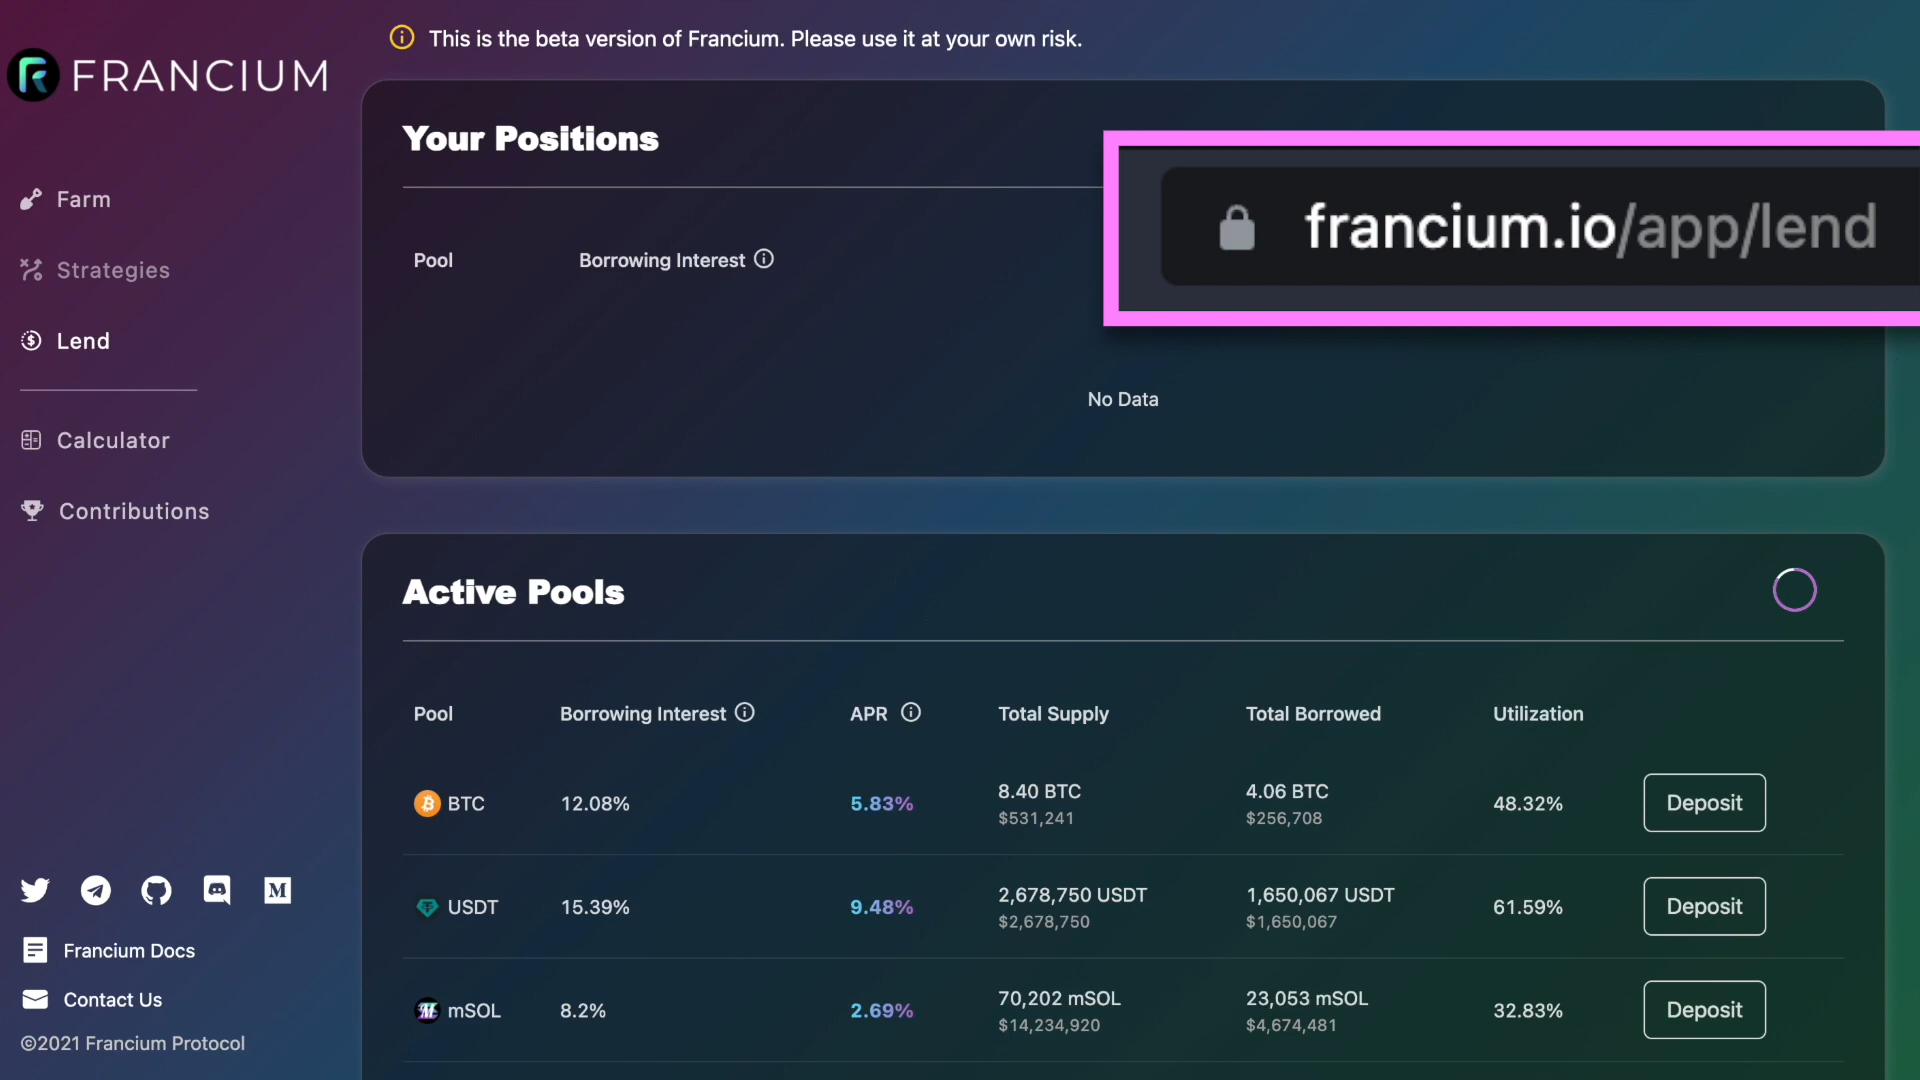 This is the beta version of Francium. Please use it at your own risk.
FRANCIUM
Farm
Strategies
Lend
Calculator
Contributions
Francium Docs
Contact Us
©2021 Francium Protocol
Your Positions
francium.io/app/lend
Pool Borrowing Interest
No Data
Active Pools
Pool Borrowing Interest APR Total Supply Total Borrowed Utilization
BTC 12.08% 5.83% 8.40 BTC 4.06 BTC 48.32% Deposit
$531,241 $256,708
USDT 15.39% 9.48% 2,678,750 USDT 1,650,067 USDT 61.59% Deposit
$2,678,750 $1,650,067
mSOL 8.2% 2.69% 70,202 mSOL 23,053 mSOL 32.83% Deposit
$14,234,920 $4,674,481